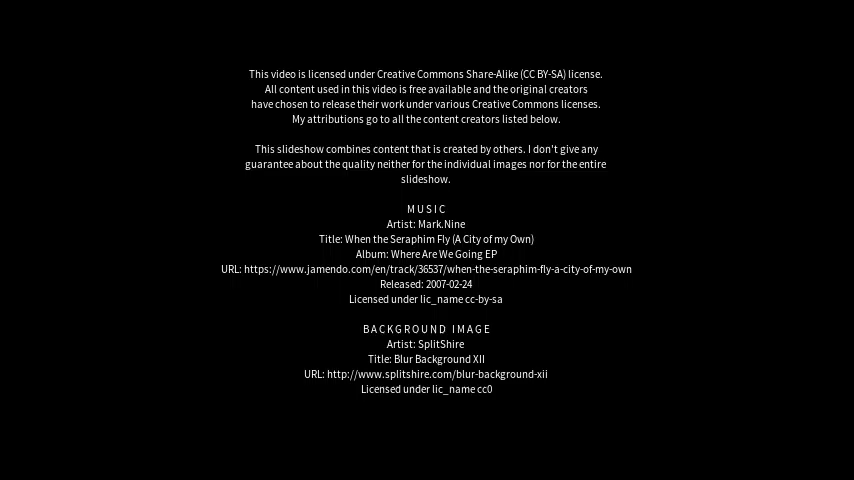 This video is licensed under Creative Commons Share-Alike (CC BY-SA) license.
All content used in this video is free available and the original creators
have chosen to release their work under various Creative Commons licenses.
My attributions go to all the content creators listed below.
This slideshow combines content that is created by others. I don't give any
guarantee about the quality neither for the individual images nor for the entire
slideshow.
MUSIC
Artist: Mark.Nine
Title: When the Seraphim Fly (A City of my Own)
Album: Where Are We Going EP
URL: https://www.jamendo.com/en/track/36537/when-the-seraphim-fly-a-city-of-my-own
Released: 2007-02-24
Licensed under lic_name cc-by-sa
BACKGROUND IMAGE
Artist: SplitShire
Title: Blur Background XII
URL: http://www.splitshire.com/blur-background-xii
Licensed under lic_name cc0